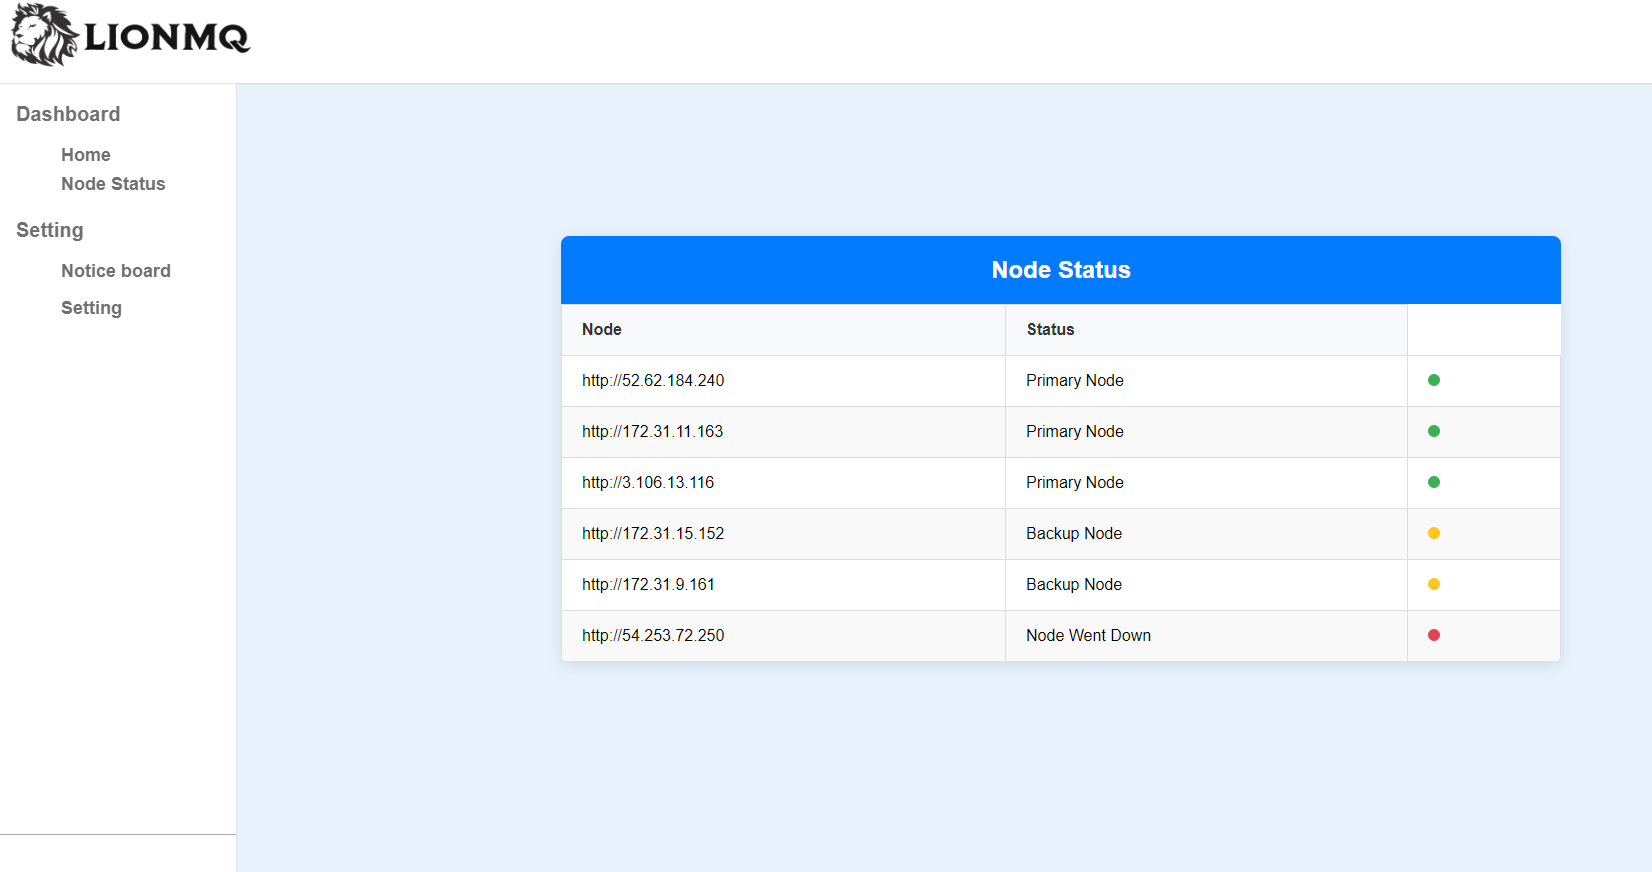 LIONMQ
Dashboard
Home
Node Status
Setting
Notice board
Setting
Node Status
Node Status
http://52.62.184.240 Primary Node
http://172.31.11.163 Primary Node
http://3.106.13.116 Primary Node
http://172.31.15.152 Backup Node
http://172.31.9.161 Backup Node
http://54.253.72.250 Node Went Down